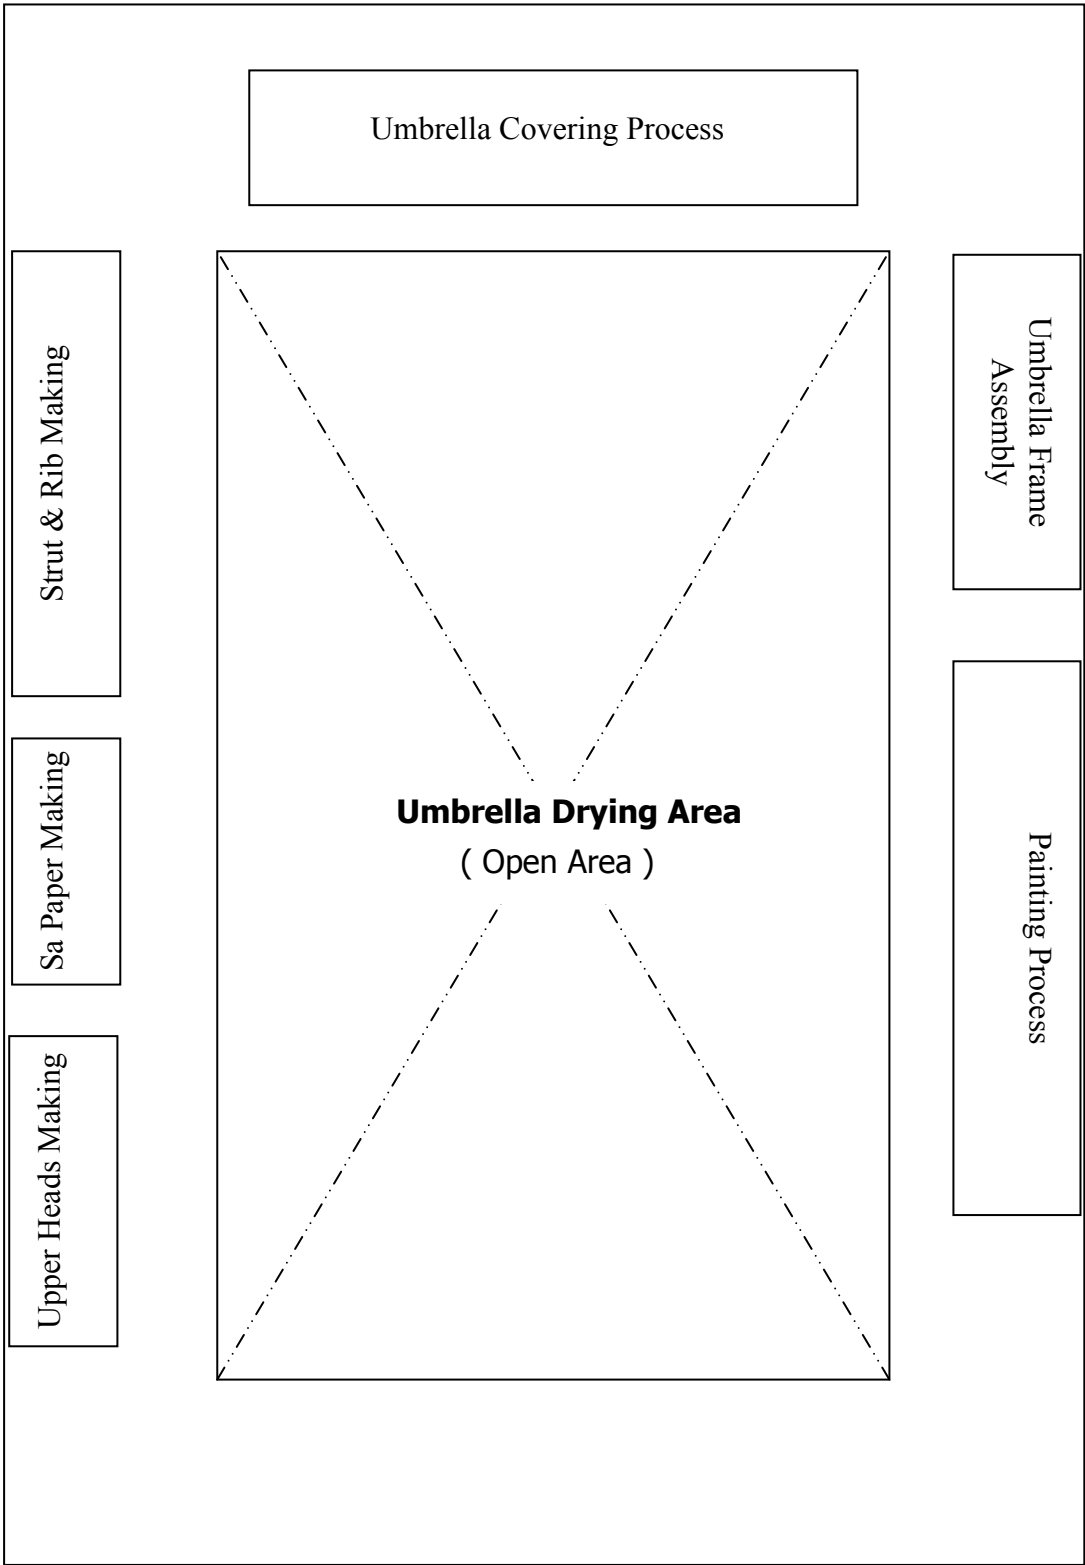 Umbrella Covering Process
Strut & Rib Making
Sa Paper Making
Upper Heads Making
Umbrella Drying Area
( Open Area )
Umbrella Frame
Assembly
Painting Process